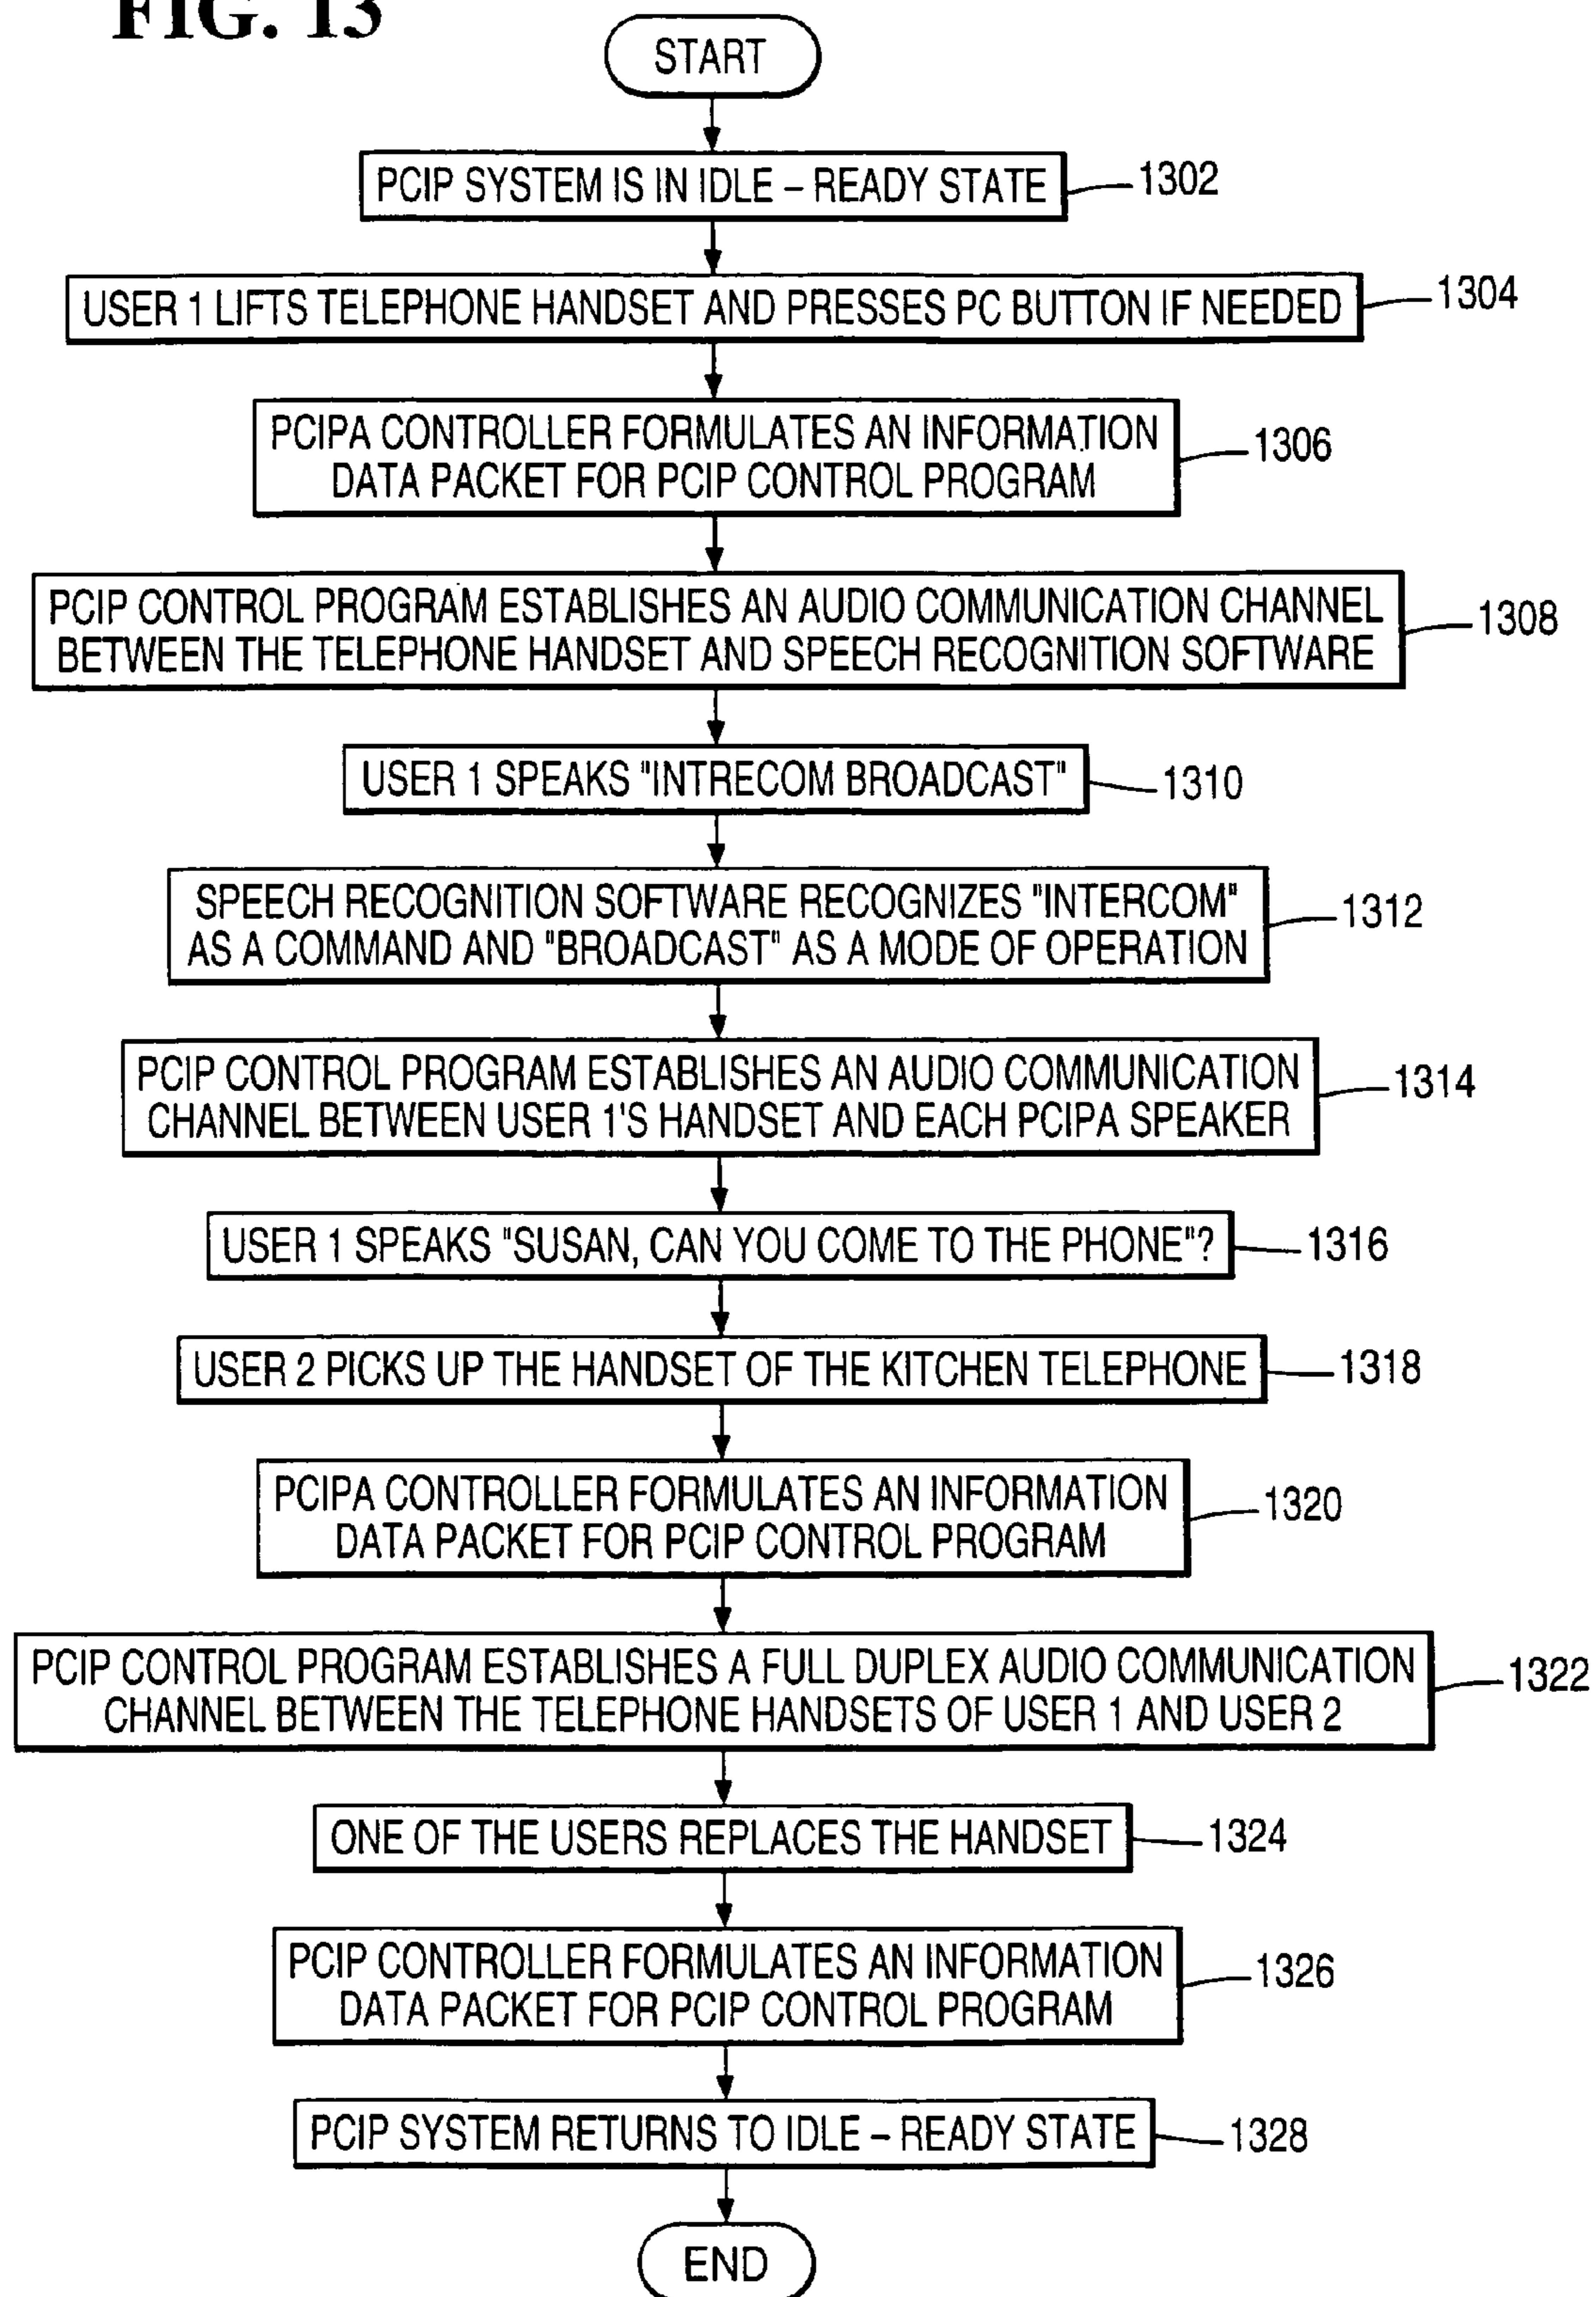 FIG. 13
START
PCIP SYSTEM IS IN IDLE – READY STATE
1302
USER 1 LIFTS TELEPHONE HANDSET AND PRESSES PC BUTTON IF NEEDED
1304
PCIPA CONTROLLER FORMULATES AN INFORMATION
DATA PACKET FOR PCIP CONTROL PROGRAM
1306
PCIP CONTROL PROGRAM ESTABLISHES AN AUDIO COMMUNICATION CHANNEL
BETWEEN THE TELEPHONE HANDSET AND SPEECH RECOGNITION SOFTWARE
1308
USER 1 SPEAKS "INTRECOM BROADCAST"
1310
SPEECH RECOGNITION SOFTWARE RECOGNIZES "INTERCOM"
AS A COMMAND AND "BROADCAST" AS A MODE OF OPERATION
1312
PCIP CONTROL PROGRAM ESTABLISHES AN AUDIO COMMUNICATION
CHANNEL BETWEEN USER 1'S HANDSET AND EACH PCIPA SPEAKER
1314
USER 1 SPEAKS "SUSAN, CAN YOU COME TO THE PHONE"?
1316
USER 2 PICKS UP THE HANDSET OF THE KITCHEN TELEPHONE
1318
PCIPA CONTROLLER FORMULATES AN INFORMATION
DATA PACKET FOR PCIP CONTROL PROGRAM
1320
PCIP CONTROL PROGRAM ESTABLISHES A FULL DUPLEX AUDIO COMMUNICATION
CHANNEL BETWEEN THE TELEPHONE HANDSETS OF USER 1 AND USER 2
1322
ONE OF THE USERS REPLACES THE HANDSET
1324
PCIP CONTROLLER FORMULATES AN INFORMATION
DATA PACKET FOR PCIP CONTROL PROGRAM
1326
PCIP SYSTEM RETURNS TO IDLE – READY STATE
1328
END